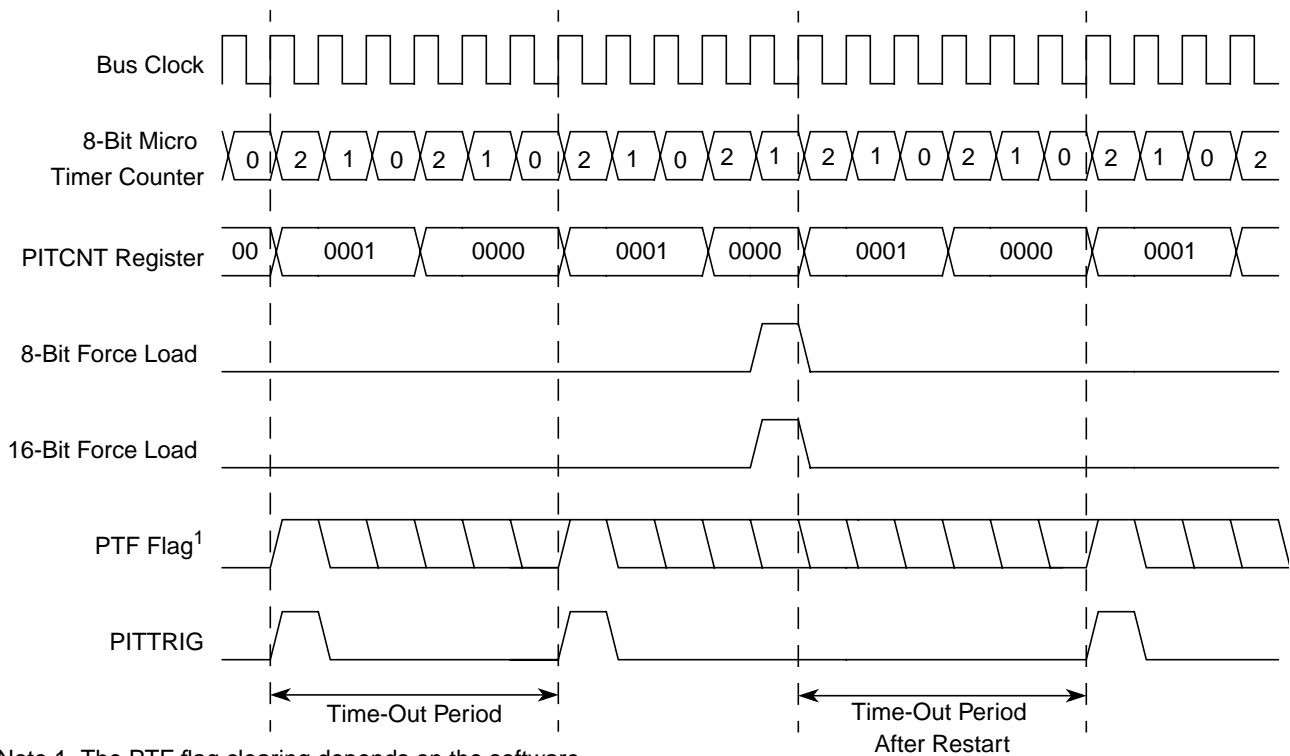 Bus Clock
8-Bit Micro
Timer Counter
0 2 1 0 2 1 0 2 1 0 2 1 2 1 0 2 1 0 2 1 0 2
PITCNT Register
00 0001 0000 0001 0000 0001 0000 0001
8-Bit Force Load
16-Bit Force Load
PTF Flag1
PITTRIG
Time-Out Period
Time-Out Period
After Restart
Note 1. The PTF flag clearing depends on the software